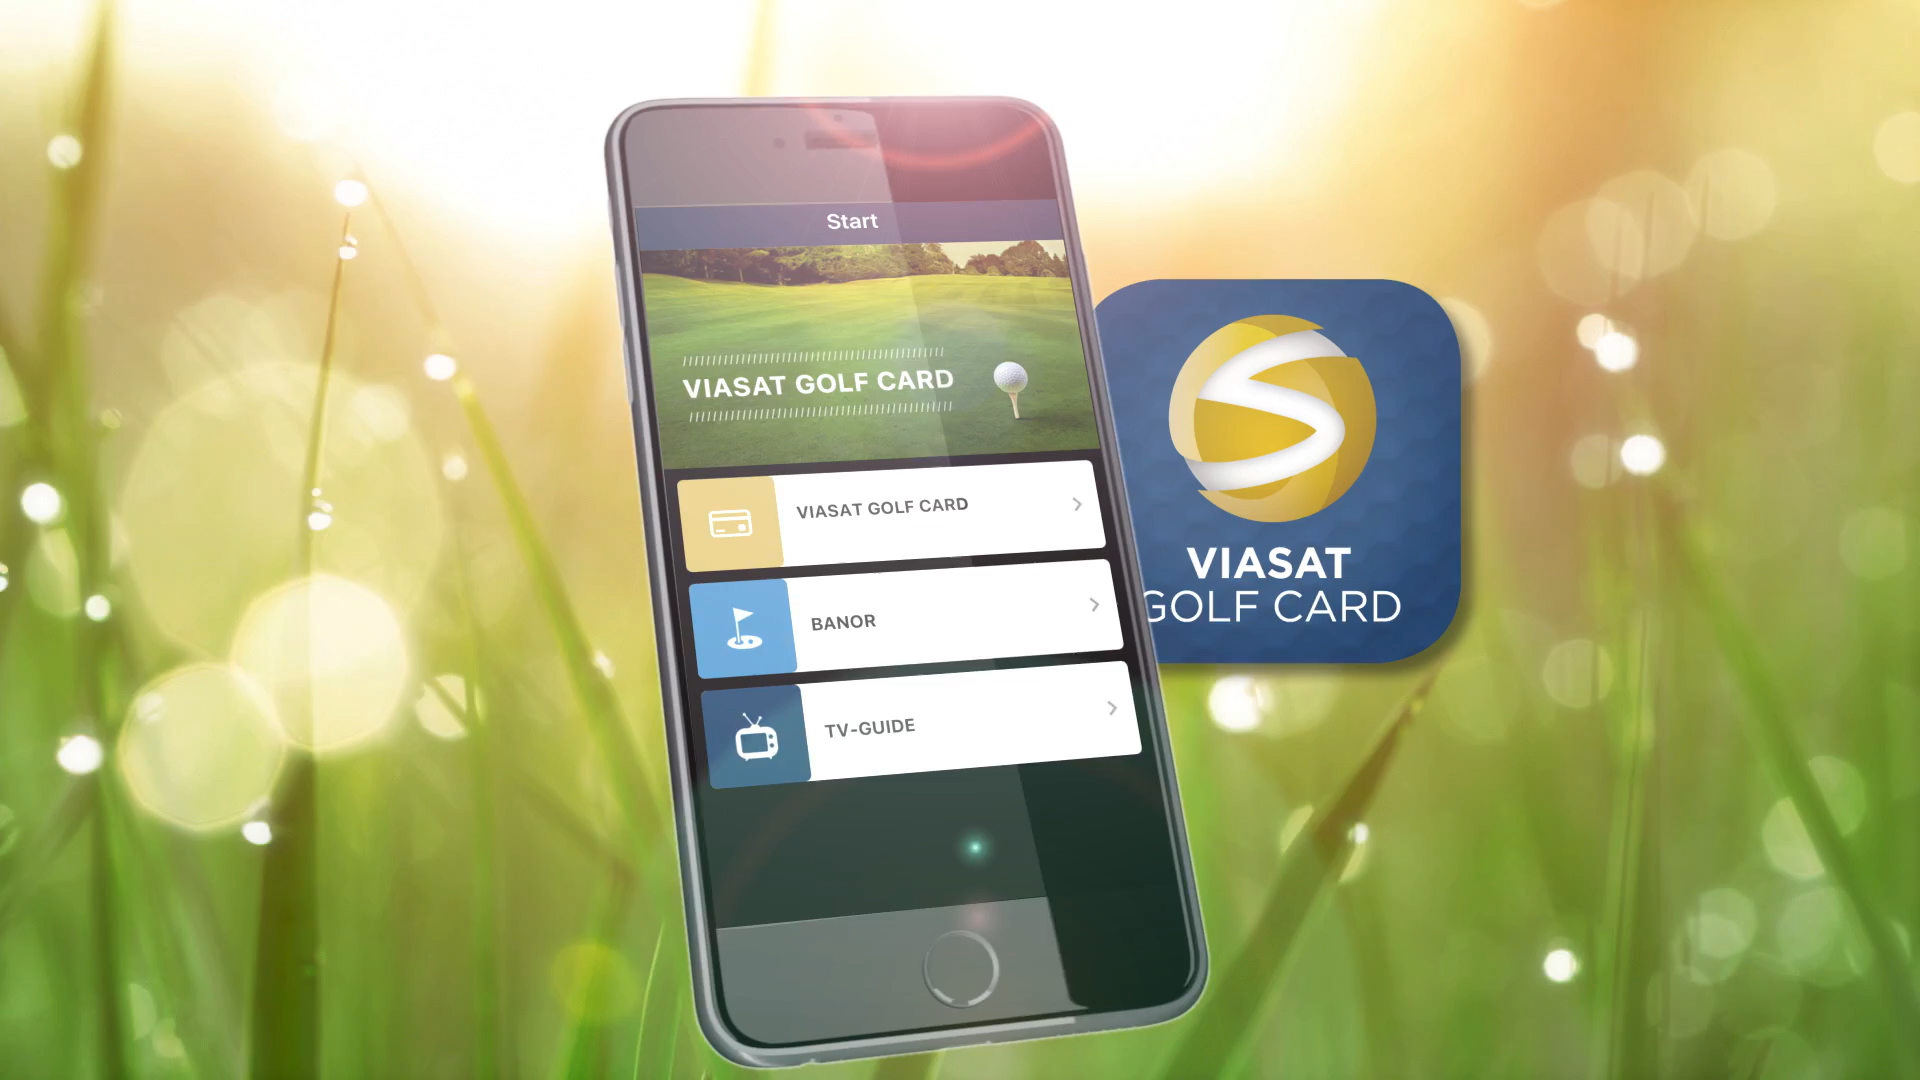 Start
VIASAT GOLF CARD
VIASAT GOLF CARD
BANOR
TV-GUIDE
VIASAT
GOLF CARD